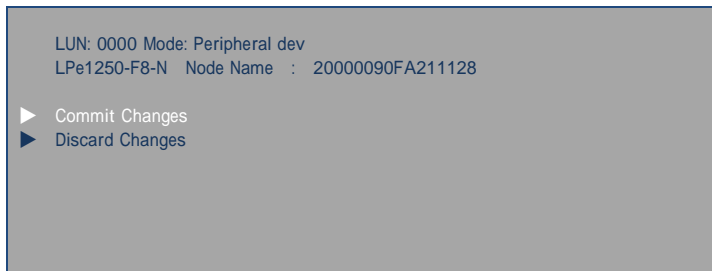 LUN: 0000 Mode: Peripheral dev
LPe1250-F8-N Node Name : 20000090FA211128
Commit Changes
Discard Changes